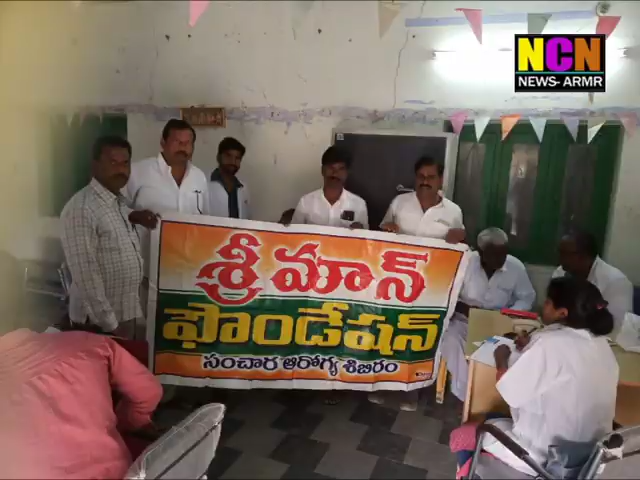 NCN
NEWS- ARMR
శ్రీ మాన్
ఫౌండేషన్
సంచార ఆరోగ్య శిబిరం